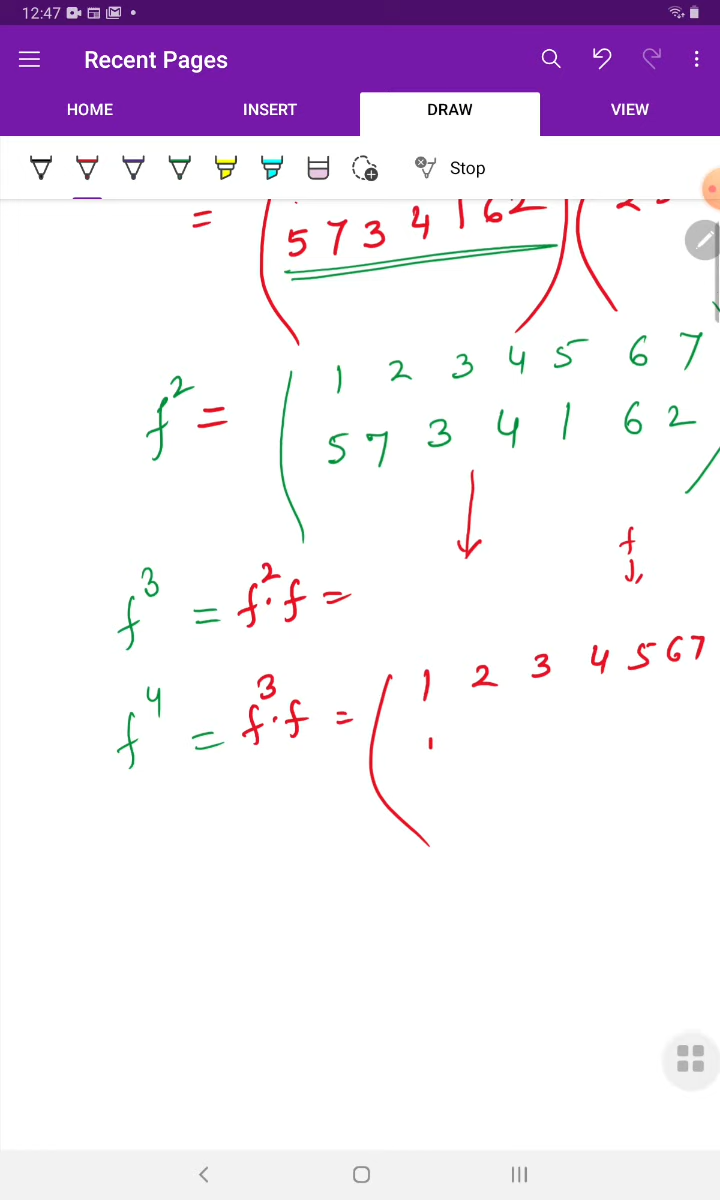 12:47
Recent Pages
HOME INSERT DRAW VIEW
Stop
= ( 5 7 3 4 1 6 2 ) (
f² = ( 1 2 3 4 5 6 7
5 7 3 4 1 6 2 )
f
f³ = f²·f =
f⁴ = f³·f = ( 1 2 3 4 5 6 7